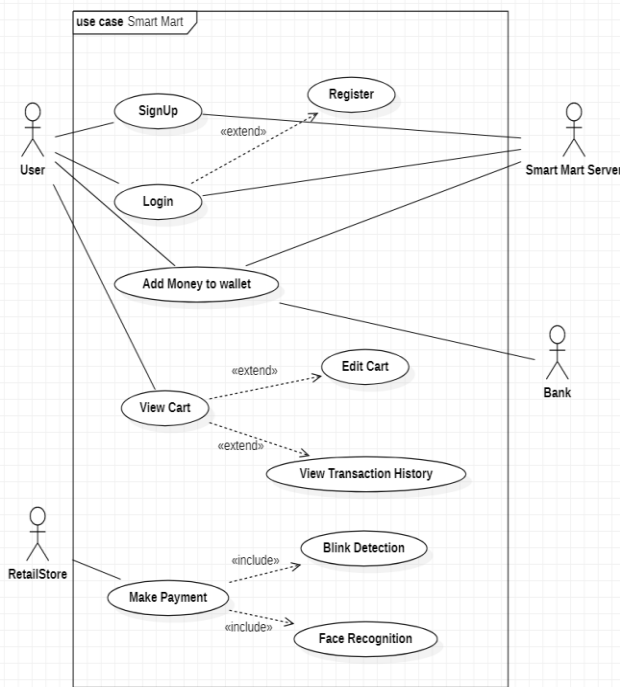 use case Smart Mart
Register
SignUp
«extend»
User
Smart Mart Server
Login
Add Money to wallet
Edit Cart
«extend»
Bank
View Cart
«extend»
View Transaction History
Blink Detection
«include»
RetailStore
Make Payment
«include»
Face Recognition